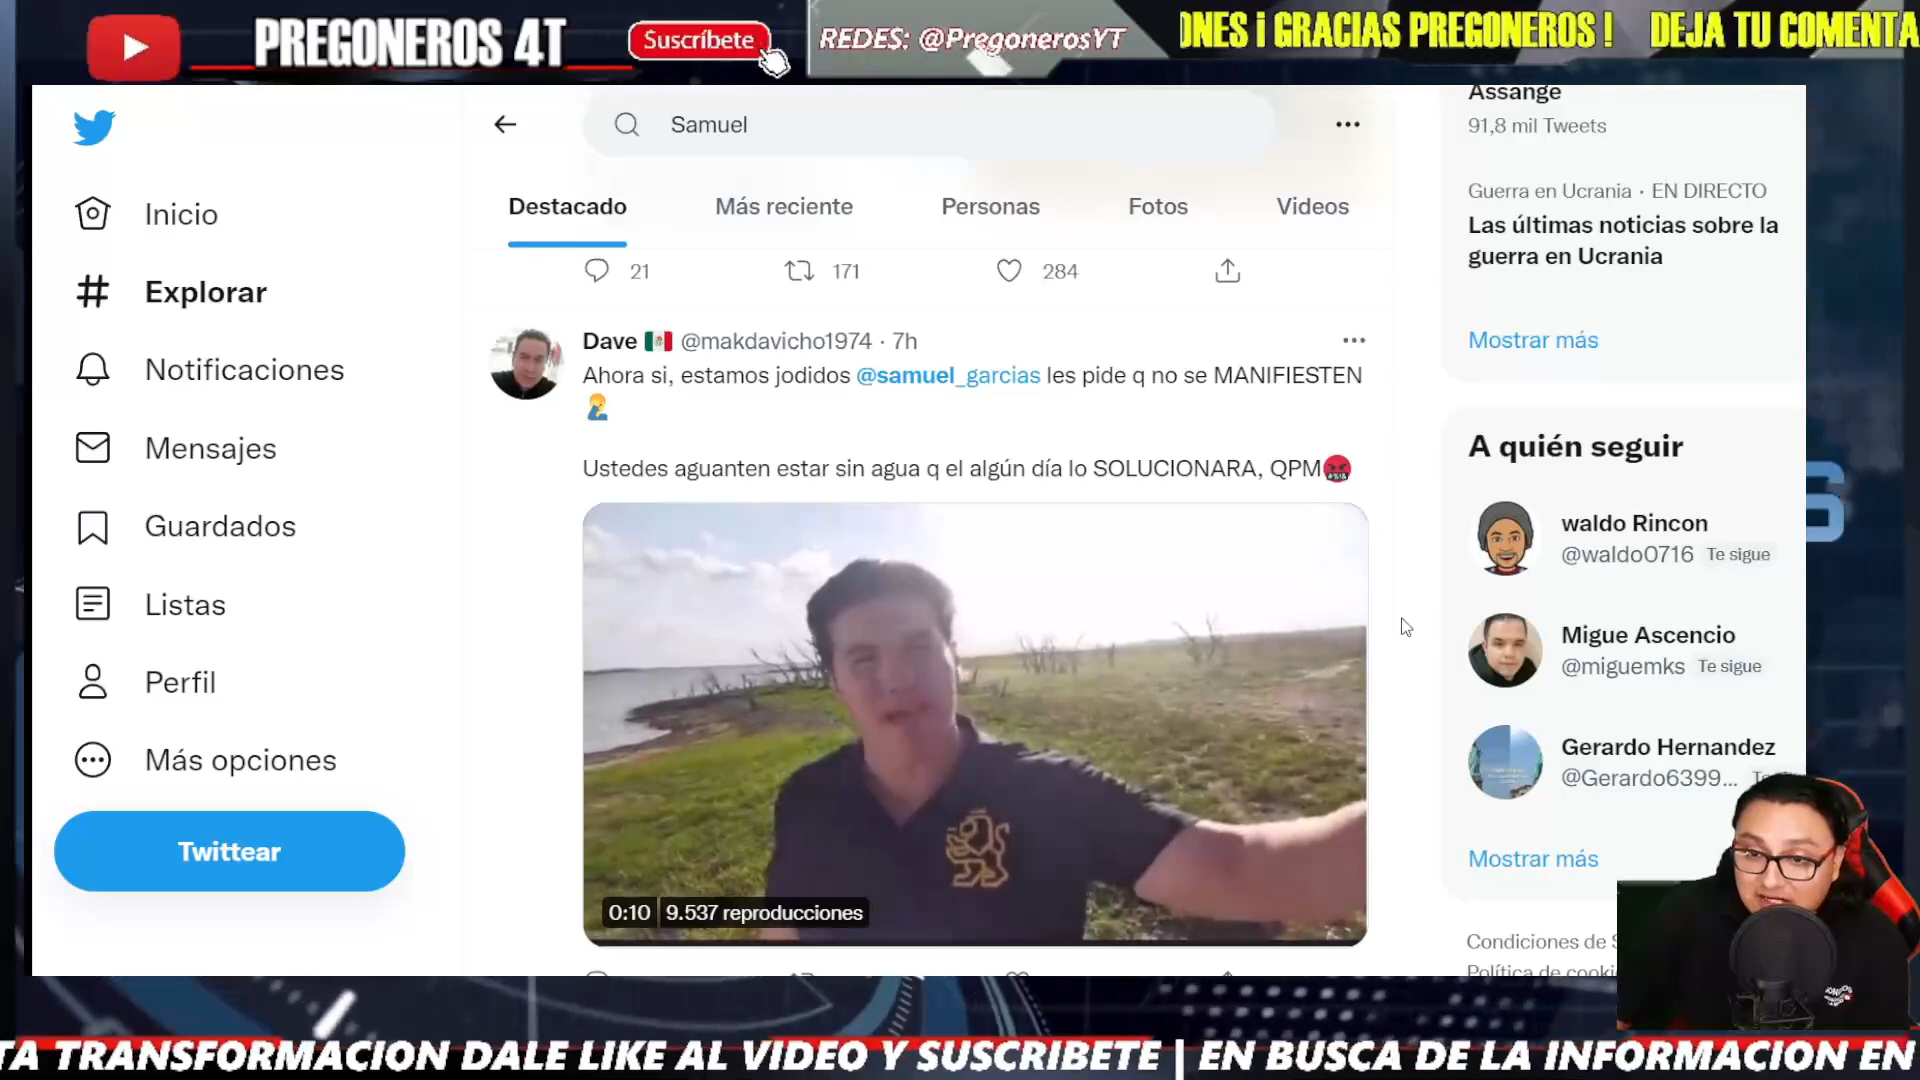 PREGONEROS 4T
Suscríbete
REDES: @PregonerosYT
ONES ¡ GRACIAS PREGONEROS ! DEJA TU COMENTA
Samuel
Destacado
Más reciente
Personas
Fotos
Videos
21
171
284
Inicio
Explorar
Notificaciones
Mensajes
Guardados
Listas
Perfil
Más opciones
Twittear
Dave @makdavicho1974 · 7h
Ahora si, estamos jodidos @samuel_garcias les pide q no se MANIFIESTEN
Ustedes aguanten estar sin agua q el algún día lo SOLUCIONARA, QPM
0:10 9.537 reproducciones
Assange
91,8 mil Tweets
Guerra en Ucrania · EN DIRECTO
Las últimas noticias sobre la
guerra en Ucrania
Mostrar más
A quién seguir
waldo Rincon
@waldo0716 Te sigue
Migue Ascencio
@miguemks Te sigue
Gerardo Hernandez
@Gerardo6399...
Mostrar más
Condiciones de
Política de
TA TRANSFORMACION DALE LIKE AL VIDEO Y SUSCRIBETE | EN BUSCA DE LA INFORMACION EN